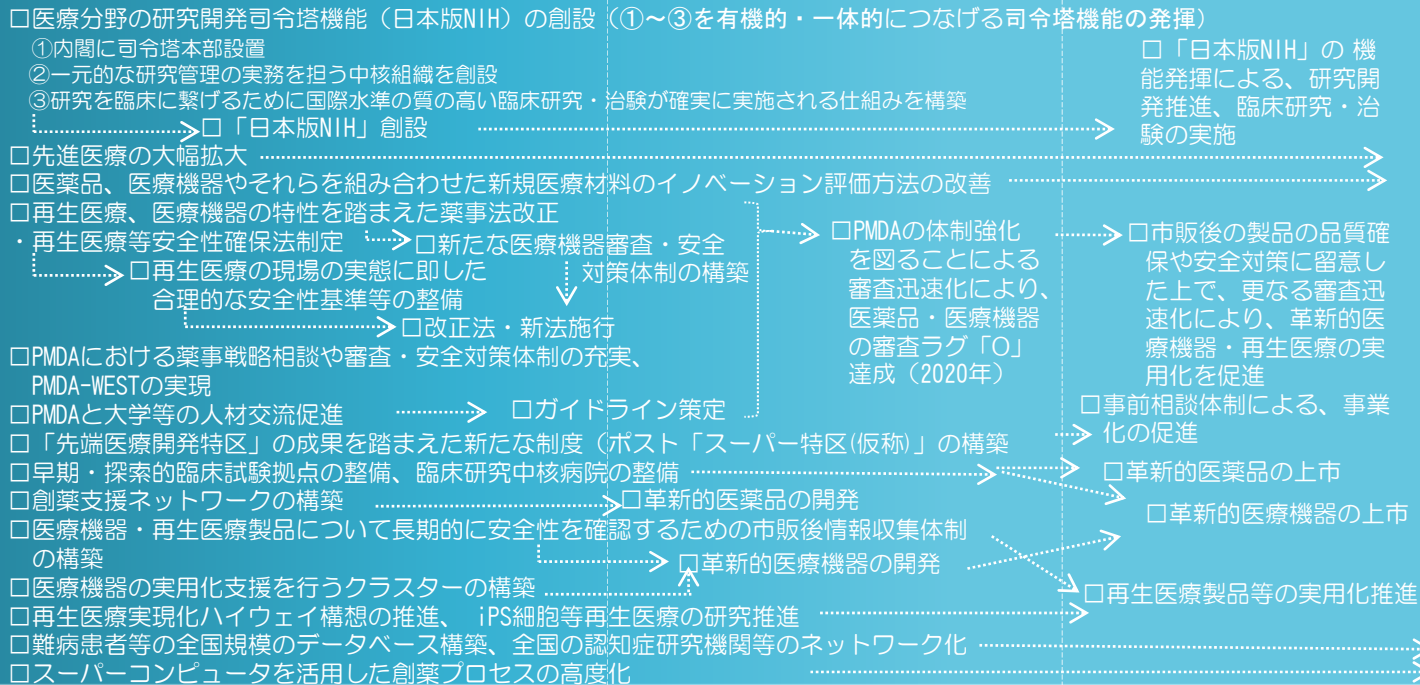 □医療分野の研究開発司令塔機能（日本版NIH）の創設（①～③を有機的・一体的につなげる司令塔機能の発揮）
①内閣に司令塔本部設置
②一元的な研究管理の実務を担う中核組織を創設
③研究を臨床に繋げるために国際水準の質の高い臨床研究・治験が確実に実施される仕組みを構築
□「日本版NIH」創設
□「日本版NIH」の 機
能発揮による、研究開
発推進、臨床研究・治
験の実施
□先進医療の大幅拡大
□医薬品、医療機器やそれらを組み合わせた新規医療材料のイノベーション評価方法の改善
□再生医療、医療機器の特性を踏まえた薬事法改正
・再生医療等安全性確保法制定
□新たな医療機器審査・安全
対策体制の構築
□再生医療の現場の実態に即した
合理的な安全性基準等の整備
□改正法・新法施行
□PMDAの体制強化
を図ることによる
審査迅速化により、
医薬品・医療機器
の審査ラグ「0」
達成（2020年）
□市販後の製品の品質確
保や安全対策に留意し
た上で、更なる審査迅
速化により、革新的医
療機器・再生医療の実
用化を促進
□PMDAにおける薬事戦略相談や審査・安全対策体制の充実、
PMDA-WESTの実現
□PMDAと大学等の人材交流促進
□ガイドライン策定
□事前相談体制による、事業
化の促進
□「先端医療開発特区」の成果を踏まえた新たな制度（ポスト「スーパー特区(仮称)」の構築
□早期・探索的臨床試験拠点の整備、臨床研究中核病院の整備
□革新的医薬品の上市
□創薬支援ネットワークの構築
□革新的医薬品の開発
□革新的医療機器の上市
□医療機器・再生医療製品について長期的に安全性を確認するための市販後情報収集体制
の構築
□革新的医療機器の開発
□医療機器の実用化支援を行うクラスターの構築
□再生医療製品等の実用化推進
□再生医療実現化ハイウェイ構想の推進、 iPS細胞等再生医療の研究推進
□難病患者等の全国規模のデータベース構築、全国の認知症研究機関等のネットワーク化
□スーパーコンピュータを活用した創薬プロセスの高度化